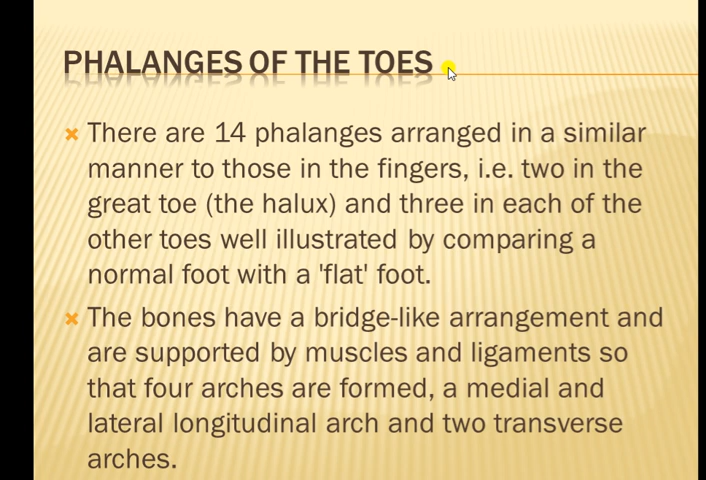 PHALANGES OF THE TOES
There are 14 phalanges arranged in a similar
manner to those in the fingers, i.e. two in the
great toe (the halux) and three in each of the
other toes well illustrated by comparing a
normal foot with a 'flat' foot.
The bones have a bridge-like arrangement and
are supported by muscles and ligaments so
that four arches are formed, a medial and
lateral longitudinal arch and two transverse
arches.